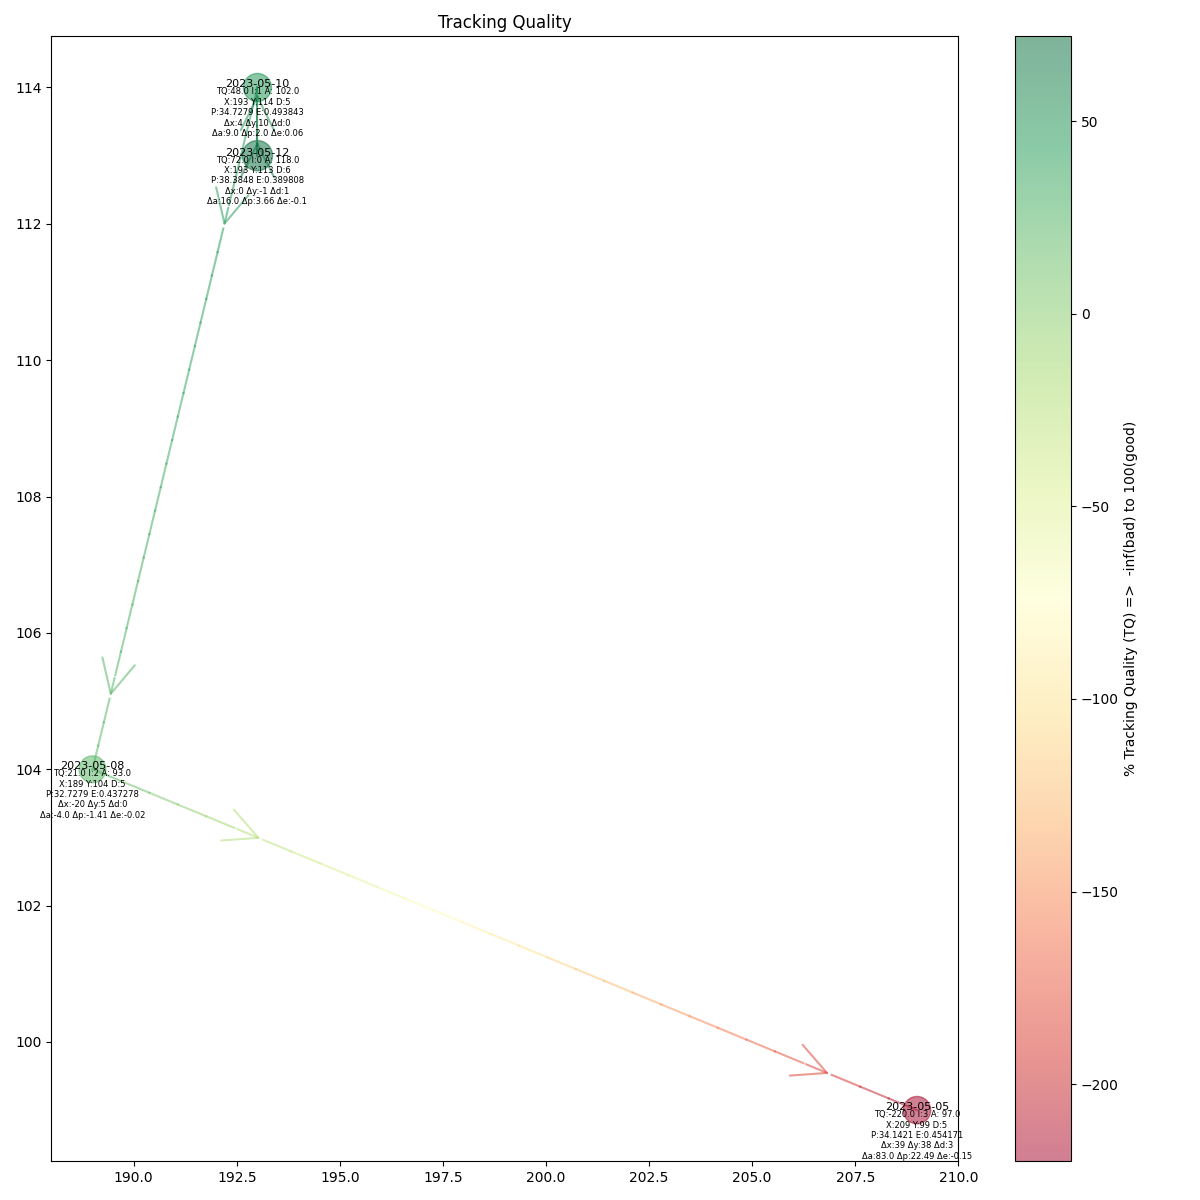 Tracking Quality
114
112
110
108
106
104
102
100
2023-05-10
TQ:48.0 I:1 A: 102.0
X:193 Y:114 D:5
P:34.7279 E:0.493843
Δx:4 Δy:10 Δd:0
Δa:9.0 Δp:2.0 Δe:0.06
2023-05-12
TQ:72.0 I:0 A: 118.0
X:193 Y:113 D:6
P:38.3848 E:0.389808
Δx:0 Δy:-1 Δd:1
Δa:16.0 Δp:3.66 Δe:-0.1
2023-05-08
TQ:21.0 I:2 A: 93.0
X:189 Y:104 D:5
P:32.7279 E:0.437278
Δx:-20 Δy:5 Δd:0
Δa:-4.0 Δp:-1.41 Δe:-0.02
2023-05-05
TQ:-220.0 I:3 A: 97.0
X:209 Y:99 D:5
P:34.1421 E:0.454171
Δx:39 Δy:38 Δd:3
Δa:83.0 Δp:22.49 Δe:-0.15
190.0 192.5 195.0 197.5 200.0 202.5 205.0 207.5 210.0
50
0
−50
−100
−150
−200
% Tracking Quality (TQ) => -inf(bad) to 100(good)